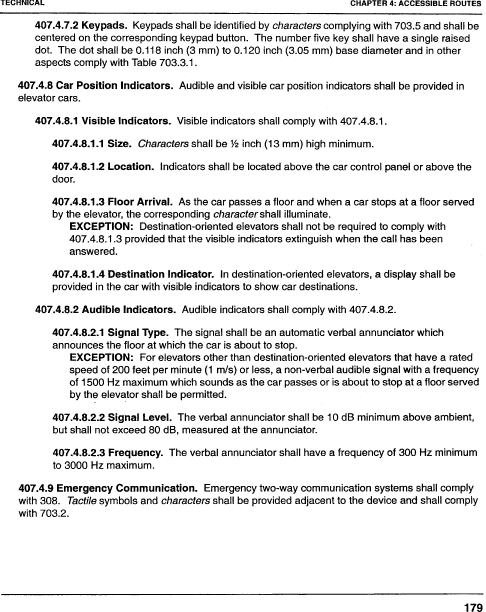 TECHNICAL CHAPTER 4: ACCESSIBLE ROUTES
407.4.7.2 Keypads. Keypads shall be identified by characters complying with 703.5 and shall be
centered on the corresponding keypad button. The number five key shall have a single raised
dot. The dot shall be 0.118 inch (3 mm) to 0.120 inch (3.05 mm) base diameter and in other
aspects comply with Table 703.3.1.
407.4.8 Car Position Indicators. Audible and visible car position indicators shall be provided in
elevator cars.
407.4.8.1 Visible Indicators. Visible indicators shall comply with 407.4.8.1.
407.4.8.1.1 Size. Characters shall be ½ inch (13 mm) high minimum.
407.4.8.1.2 Location. Indicators shall be located above the car control panel or above the
door.
407.4.8.1.3 Floor Arrival. As the car passes a floor and when a car stops at a floor served
by the elevator, the corresponding character shall illuminate.
EXCEPTION: Destination-oriented elevators shall not be required to comply with
407.4.8.1.3 provided that the visible indicators extinguish when the call has been
answered.
407.4.8.1.4 Destination Indicator. In destination-oriented elevators, a display shall be
provided in the car with visible indicators to show car destinations.
407.4.8.2 Audible Indicators. Audible indicators shall comply with 407.4.8.2.
407.4.8.2.1 Signal Type. The signal shall be an automatic verbal annunciator which
announces the floor at which the car is about to stop.
EXCEPTION: For elevators other than destination-oriented elevators that have a rated
speed of 200 feet per minute (1 m/s) or less, a non-verbal audible signal with a frequency
of 1500 Hz maximum which sounds as the car passes or is about to stop at a floor served
by the elevator shall be permitted.
407.4.8.2.2 Signal Level. The verbal annunciator shall be 10 dB minimum above ambient,
but shall not exceed 80 dB, measured at the annunciator.
407.4.8.2.3 Frequency. The verbal annunciator shall have a frequency of 300 Hz minimum
to 3000 Hz maximum.
407.4.9 Emergency Communication. Emergency two-way communication systems shall comply
with 308. Tactile symbols and characters shall be provided adjacent to the device and shall comply
with 703.2.
179